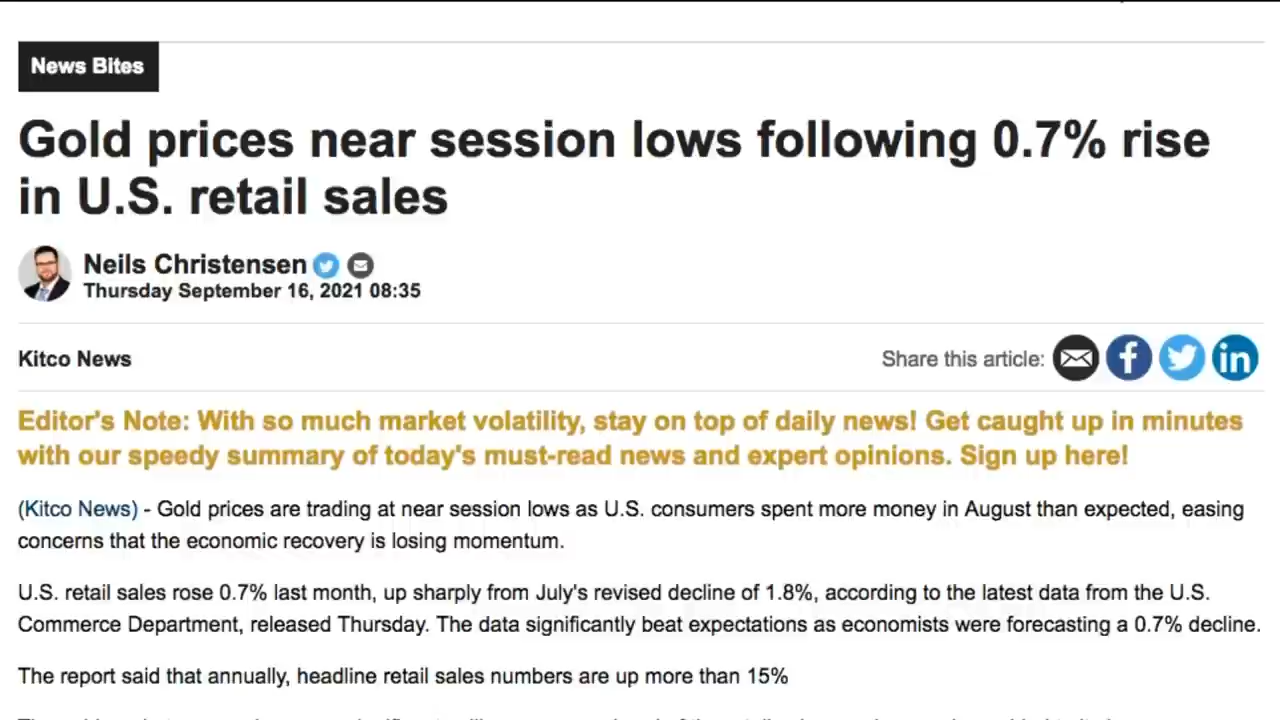 News Bites
Gold prices near session lows following 0.7% rise
in U.S. retail sales
Neils Christensen
Thursday September 16, 2021 08:35
Kitco News
Share this article:
Editor's Note: With so much market volatility, stay on top of daily news! Get caught up in minutes
with our speedy summary of today's must-read news and expert opinions. Sign up here!
(Kitco News) - Gold prices are trading at near session lows as U.S. consumers spent more money in August than expected, easing
concerns that the economic recovery is losing momentum.
U.S. retail sales rose 0.7% last month, up sharply from July's revised decline of 1.8%, according to the latest data from the U.S.
Commerce Department, released Thursday. The data significantly beat expectations as economists were forecasting a 0.7% decline.
The report said that annually, headline retail sales numbers are up more than 15%